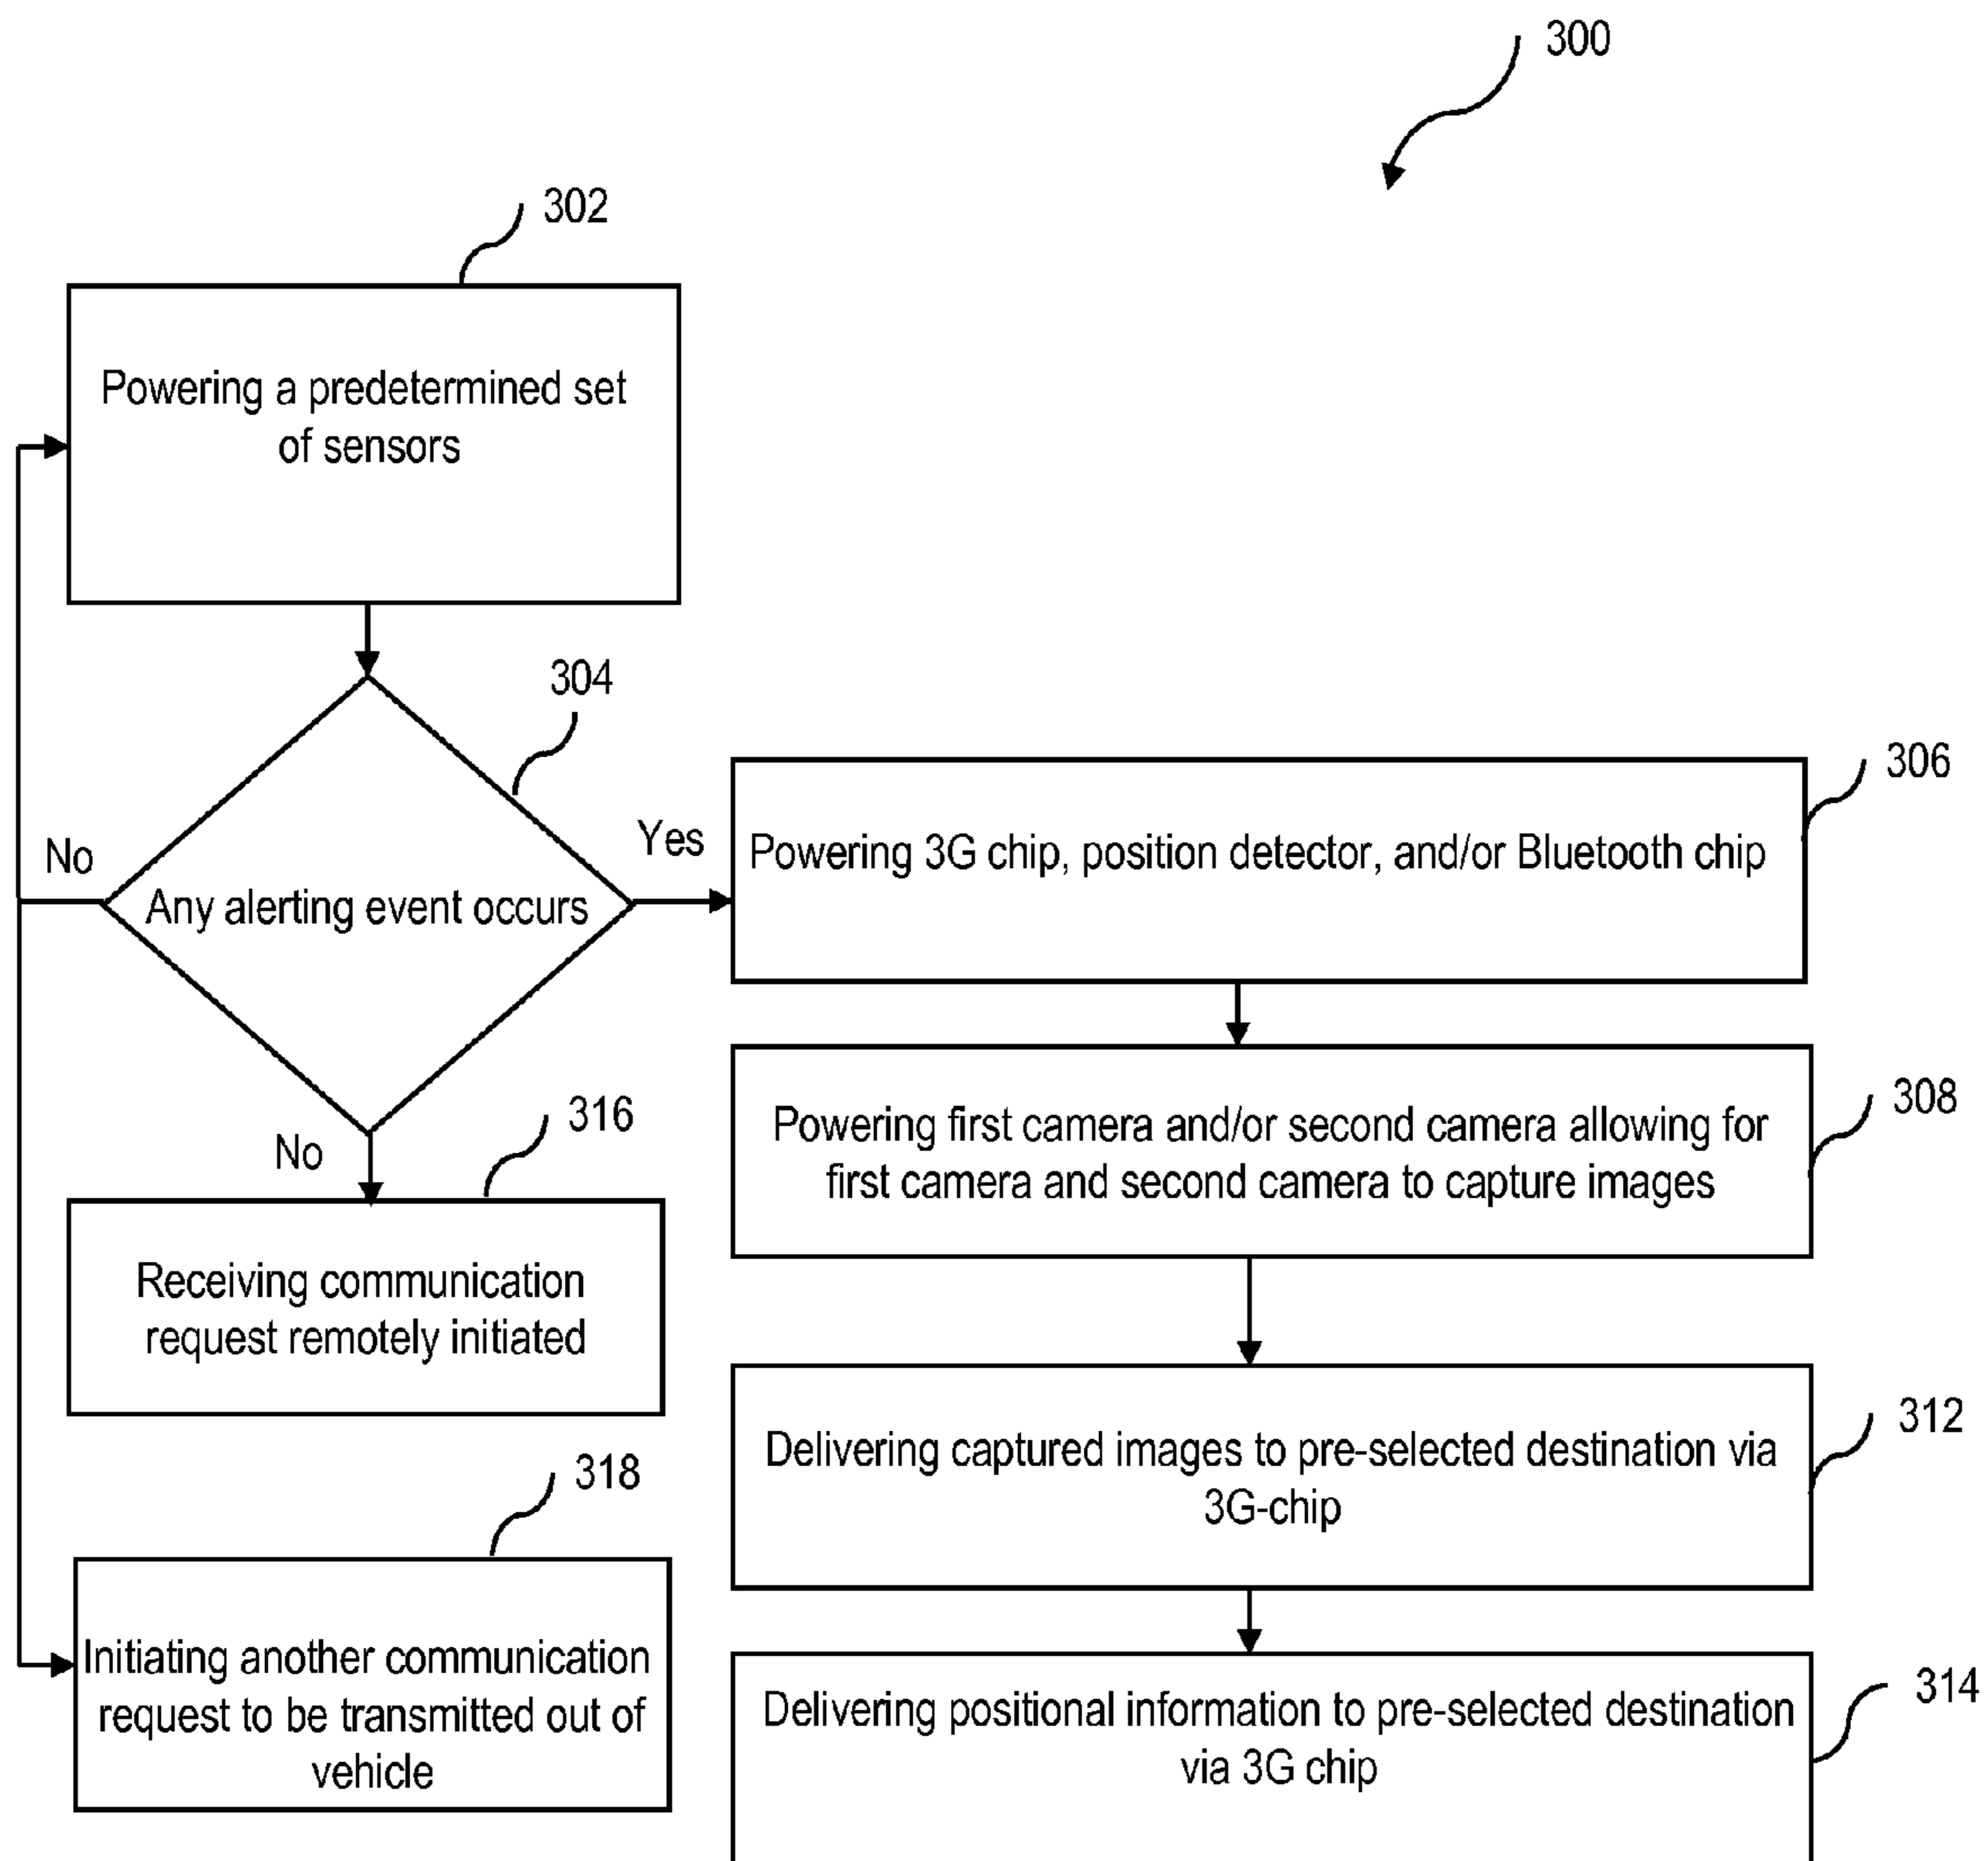 300
302
Powering a predetermined set
of sensors
304
306
No
Yes
Powering 3G chip, position detector, and/or Bluetooth chip
Any alerting event occurs
308
316
No
Powering first camera and/or second camera allowing for
first camera and second camera to capture images
Receiving communication
request remotely initiated
312
Delivering captured images to pre-selected destination via
3G-chip
318
Initiating another communication
request to be transmitted out of
vehicle
314
Delivering positional information to pre-selected destination
via 3G chip